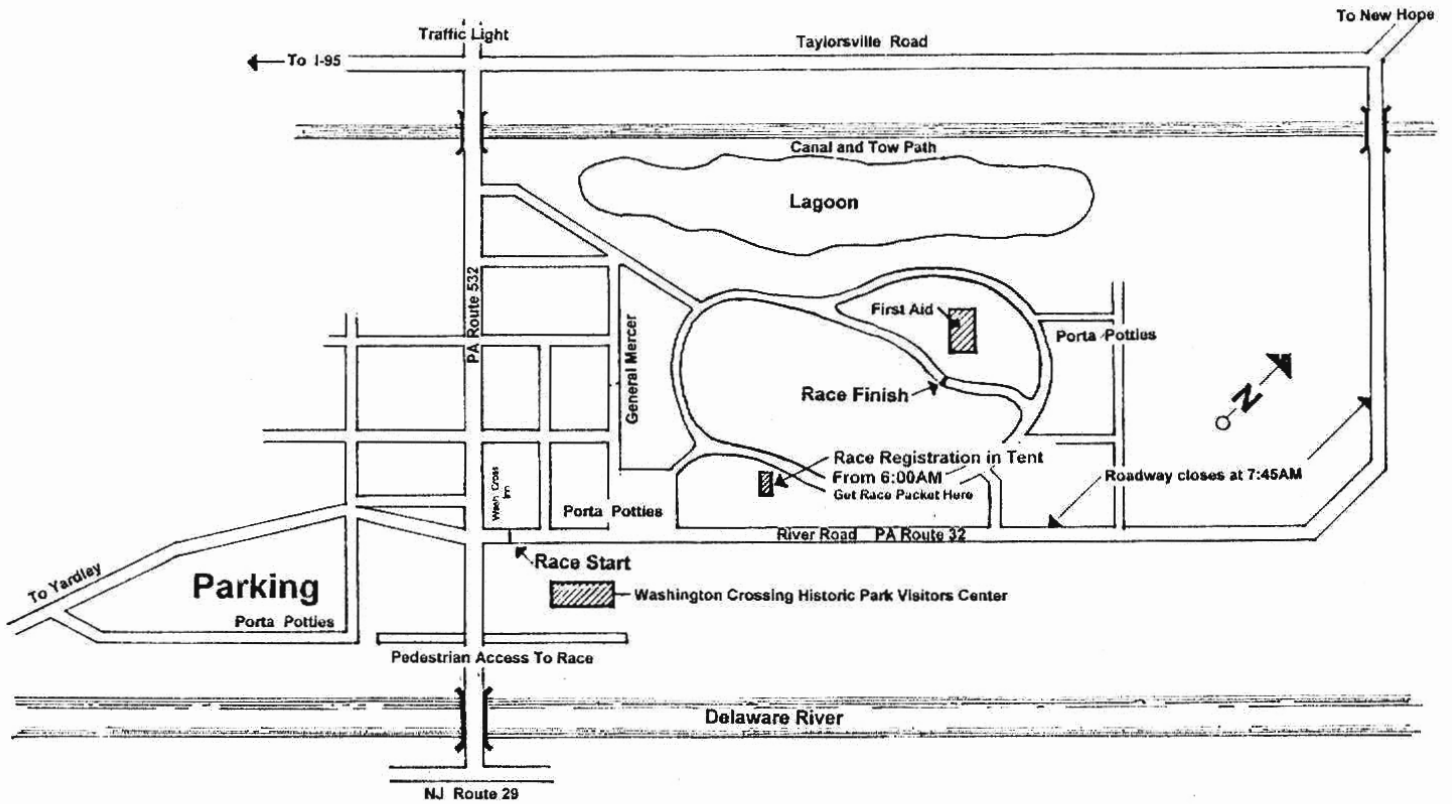 To New Hope
Traffic Light
Taylorsville Road
To I-95
Canal and Tow Path
Lagoon
PA Route 532
First Aid
Porta Potties
General Mercer
Race Finish
N
Race Registration in Tent
From 6:00AM
Get Race Packet Here
Roadway closes at 7:45AM
Wash Cross
Inn
Porta Potties
River Road PA Route 32
Race Start
To Yardley
Parking
Porta Potties
Washington Crossing Historic Park Visitors Center
Pedestrian Access To Race
Delaware River
NJ Route 29